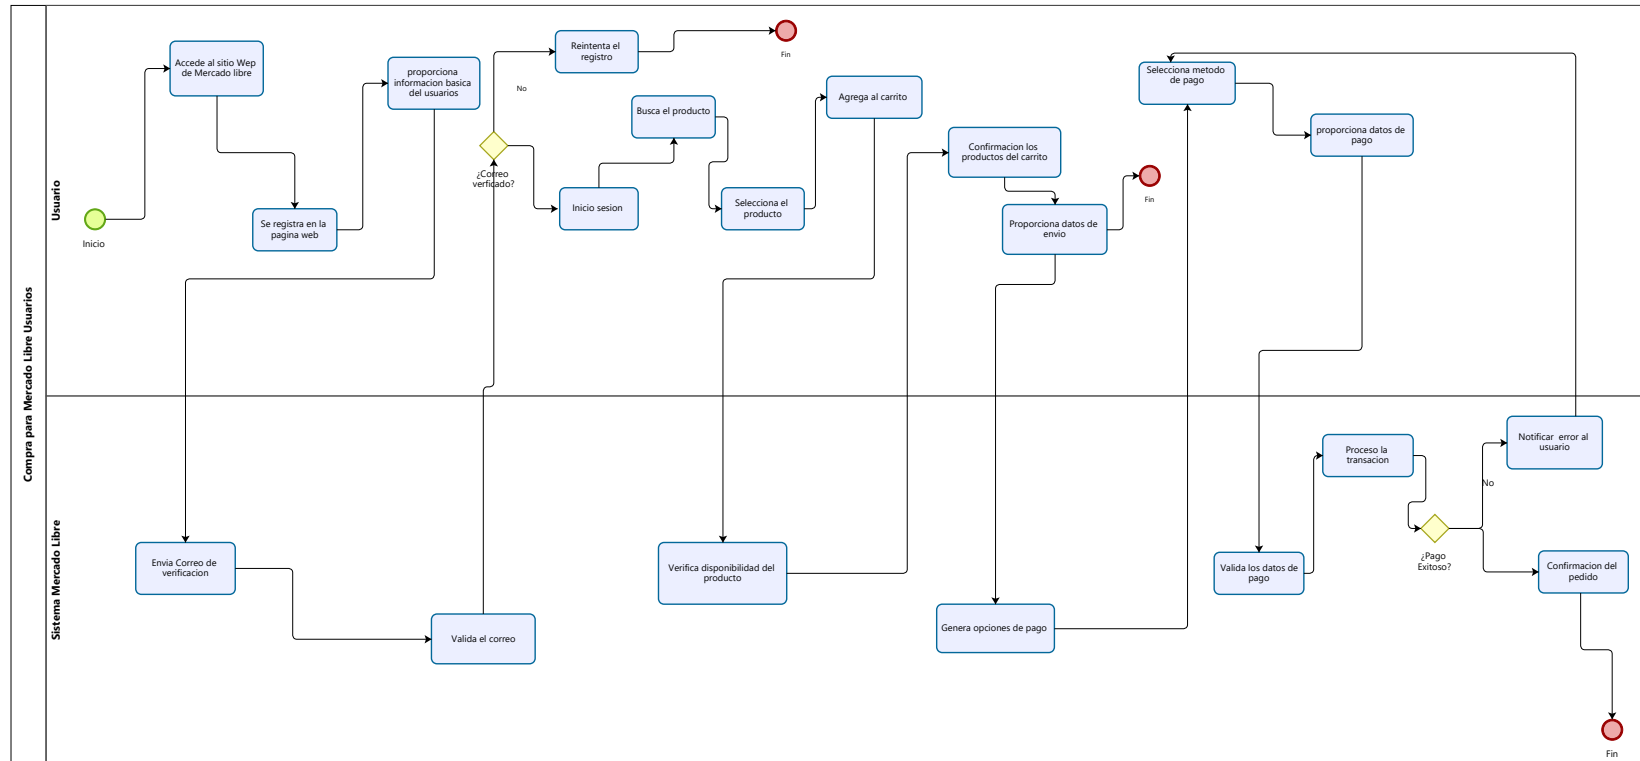 Compra para Mercado Libre Usuarios
Usuario
Inicio
Accede al sitio Wep
de Mercado libre
Se registra en la
pagina web
proporciona
informacion basica
del usuarios
No
¿Correo
verficado?
Reintenta el
registro
Fin
Inicio sesion
Busca el producto
Selecciona el
producto
Agrega al carrito
Confirmacion los
productos del carrito
Proporciona datos de
envio
Fin
Selecciona metodo
de pago
proporciona datos de
pago
Sistema Mercado Libre
Envia Correo de
verificacion
Valida el correo
Verifica disponibilidad del
producto
Genera opciones de pago
Valida los datos de
pago
Proceso la
transacion
¿Pago
Exitoso?
No
Notificar error al
usuario
Confirmacion del
pedido
Fin